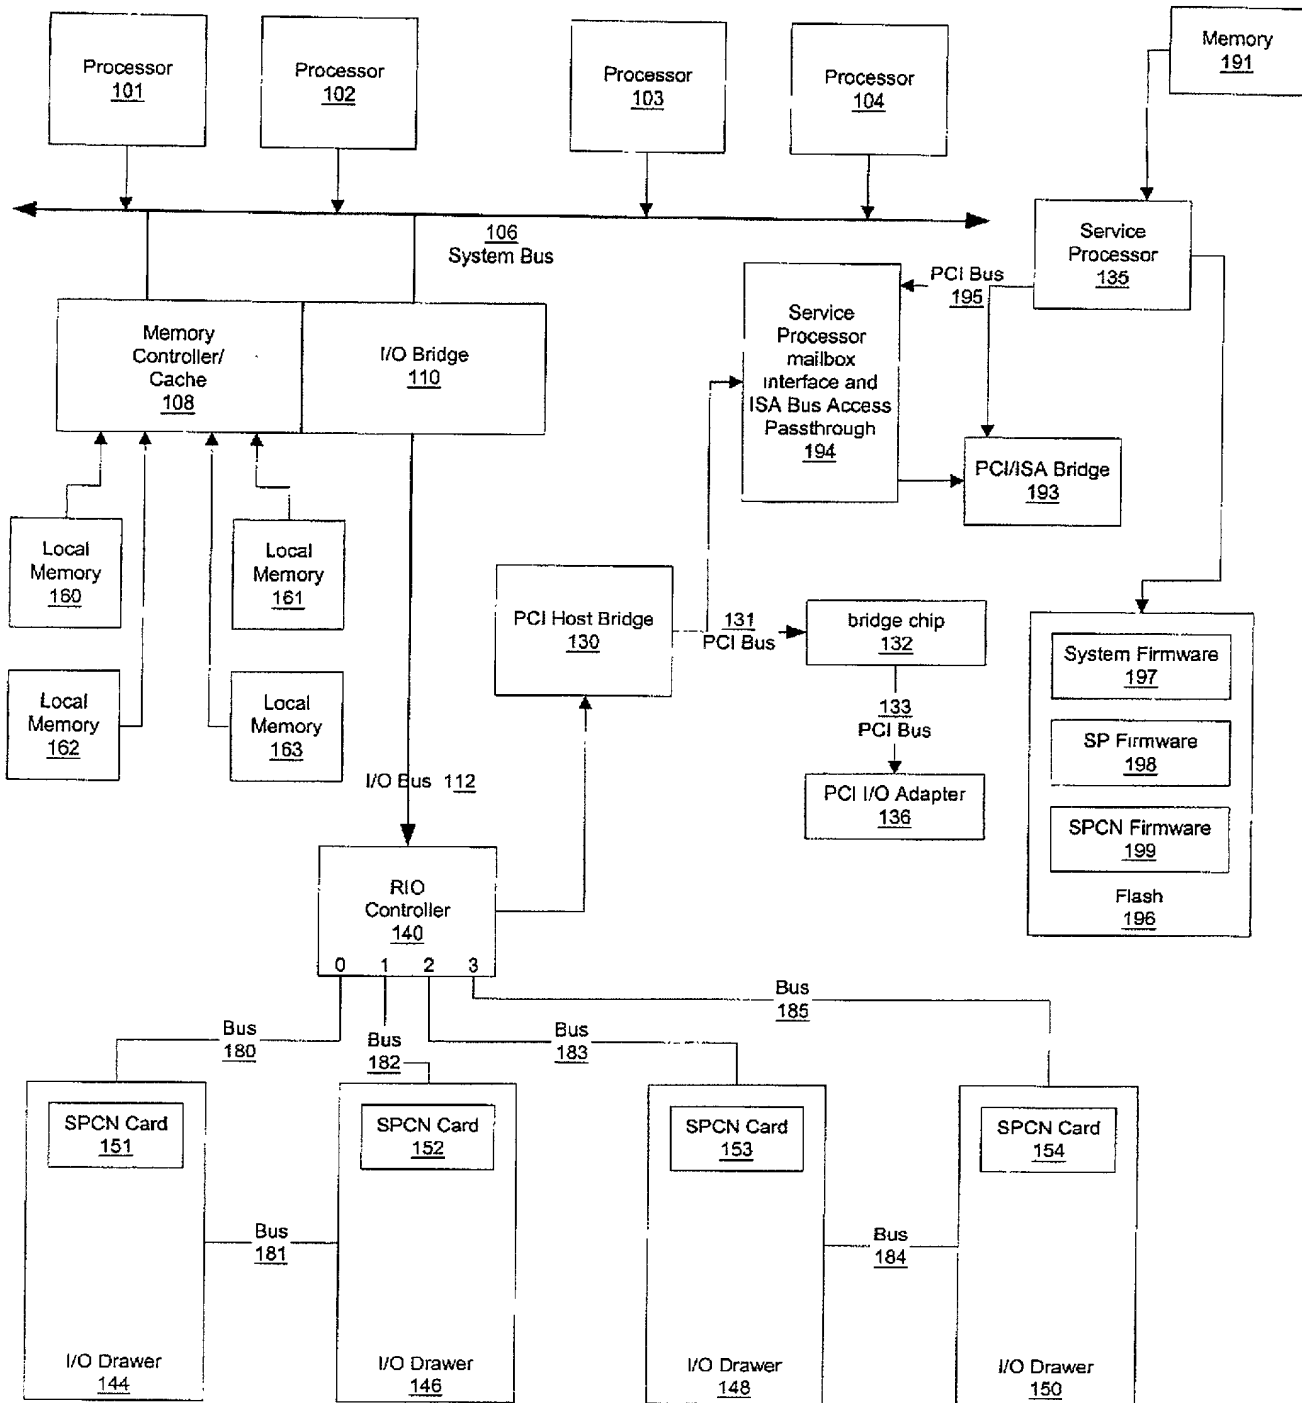 Processor
101
Processor
102
Processor
103
Processor
104
Memory
191
106
System Bus
Service
Processor
135
PCI Bus
195
Memory
Controller/
Cache
108
I/O Bridge
110
Service
Processor
mailbox
interface and
ISA Bus Access
Passthrough
194
PCI/ISA Bridge
193
Local
Memory
160
Local
Memory
161
Local
Memory
162
Local
Memory
163
PCI Host Bridge
130
131
PCI Bus
bridge chip
132
133
PCI Bus
PCI I/O Adapter
136
System Firmware
197
SP Firmware
198
SPCN Firmware
199
Flash
196
I/O Bus 112
RIO
Controller
140
0 1 2 3
Bus
180
Bus
182
Bus
183
Bus
185
SPCN Card
151
SPCN Card
152
SPCN Card
153
SPCN Card
154
Bus
181
Bus
184
I/O Drawer
144
I/O Drawer
146
I/O Drawer
148
I/O Drawer
150